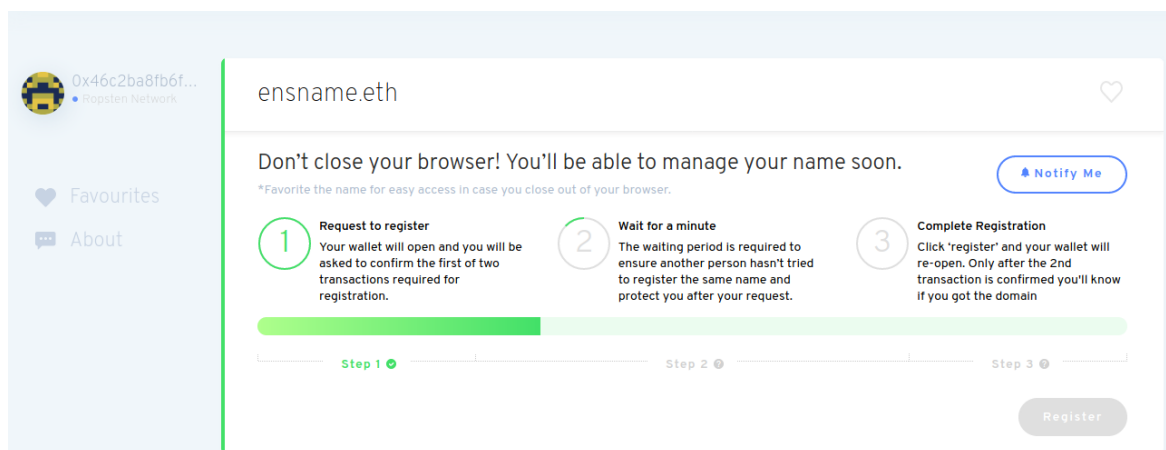 0x46c2ba8fb6f...
Ropsten Network
Favourites
About
ensname.eth
Don't close your browser! You'll be able to manage your name soon.
*Favorite the name for easy access in case you close out of your browser.
Notify Me
1
Request to register
Your wallet will open and you will be
asked to confirm the first of two
transactions required for
registration.
2
Wait for a minute
The waiting period is required to
ensure another person hasn't tried
to register the same name and
protect you after your request.
3
Complete Registration
Click ‘register’ and your wallet will
re-open. Only after the 2nd
transaction is confirmed you'll know
if you got the domain
Step 1
Step 2
Step 3
Register